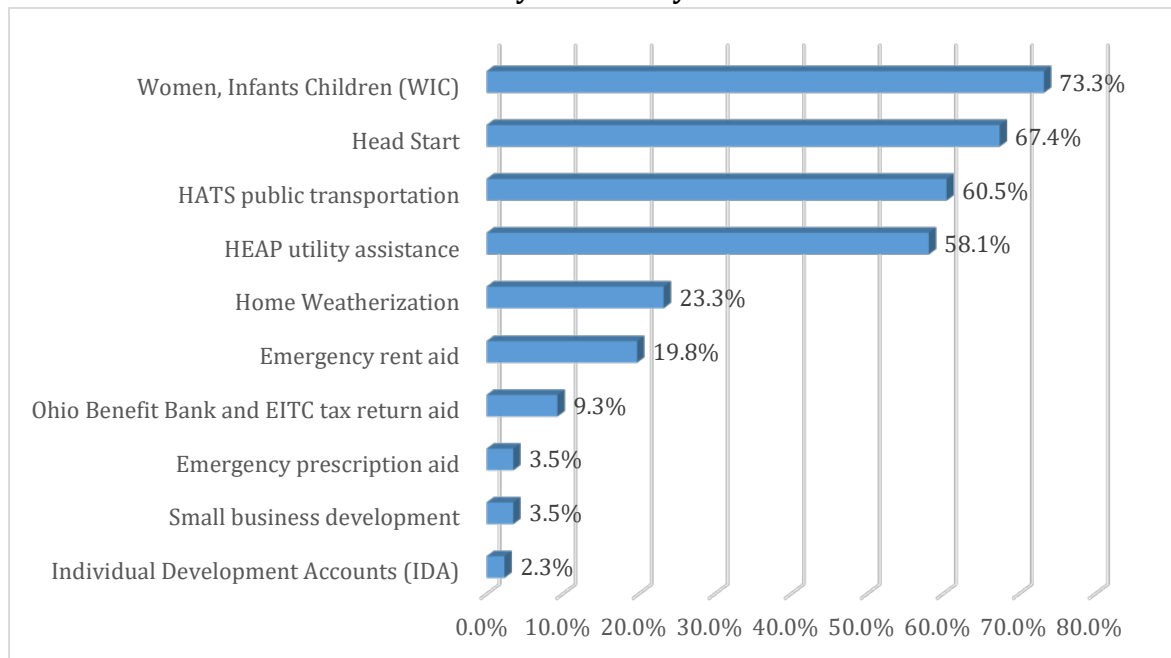 Women, Infants Children (WIC)
73.3%
Head Start
67.4%
HATS public transportation
60.5%
HEAP utility assistance
58.1%
Home Weatherization
23.3%
Emergency rent aid
19.8%
Ohio Benefit Bank and EITC tax return aid
9.3%
Emergency prescription aid
3.5%
Small business development
3.5%
Individual Development Accounts (IDA)
2.3%
0.0% 10.0% 20.0% 30.0% 40.0% 50.0% 60.0% 70.0% 80.0%